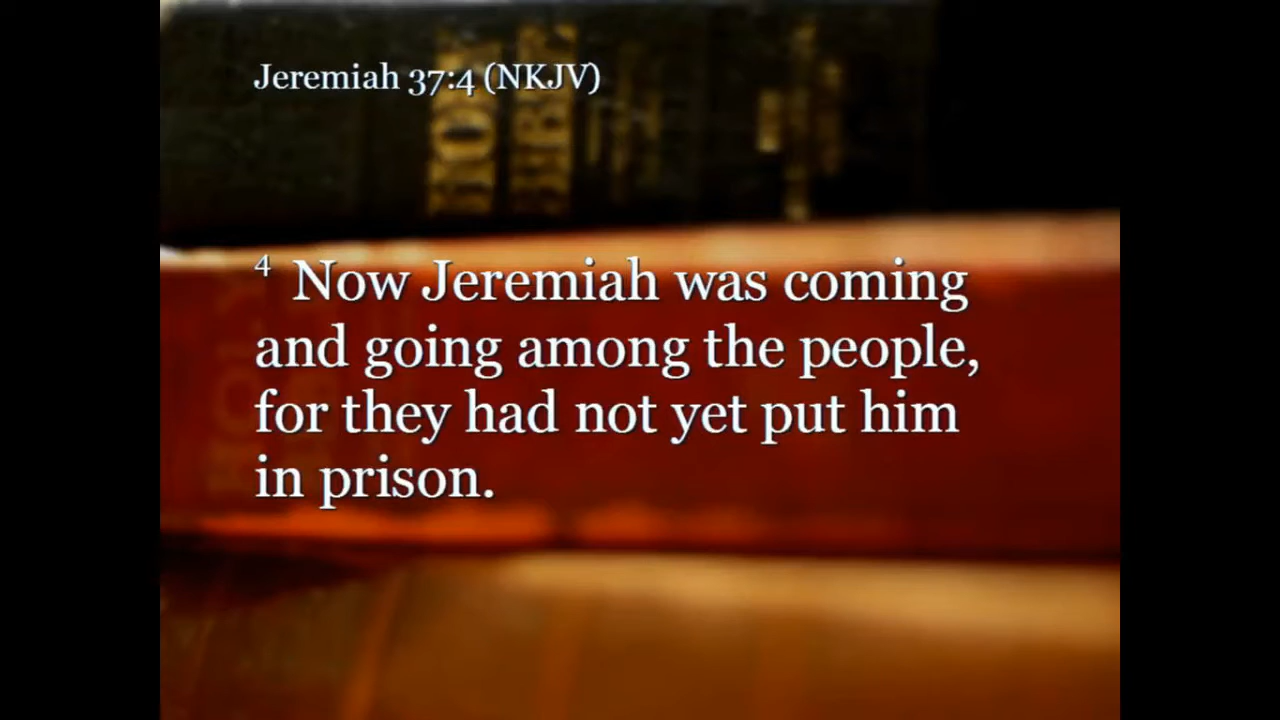 Jeremiah 37:4 (NKJV)
4 Now Jeremiah was coming
and going among the people,
for they had not yet put him
in prison.